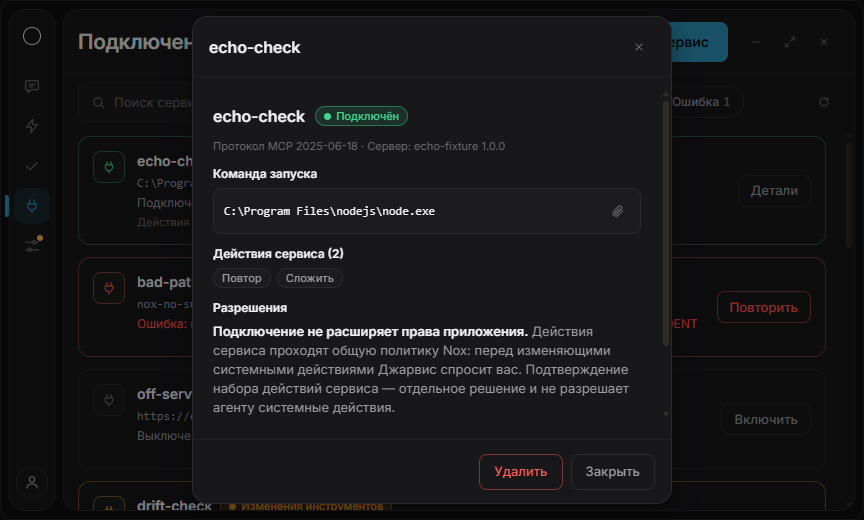 Подключен
echo-check
ервис
Поиск серви
Ошибка 1
echo-check
Подключён
echo-ch
C:\Progra
Подключе
Действия
Детали
Протокол MCP 2025-06-18 · Сервер: echo-fixture 1.0.0
Команда запуска
C:\Program Files\nodejs\node.exe
Действия сервиса (2)
Повтор
Сложить
bad-pat
nox-no-su
Ошибка:
DENT
Повторить
Разрешения
Подключение не расширяет права приложения. Действия
сервиса проходят общую политику Nox: перед изменяющими
системными действиями Джарвис спросит вас. Подтверждение
набора действий сервиса — отдельное решение и не разрешает
агенту системные действия.
off-serv
https://
Выключе
Включить
Удалить
Закрыть
drift-check
Изменения инструментов